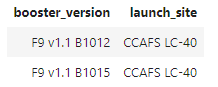 booster_version launch_site
F9 v1.1 B1012 CCAFS LC-40
F9 v1.1 B1015 CCAFS LC-40